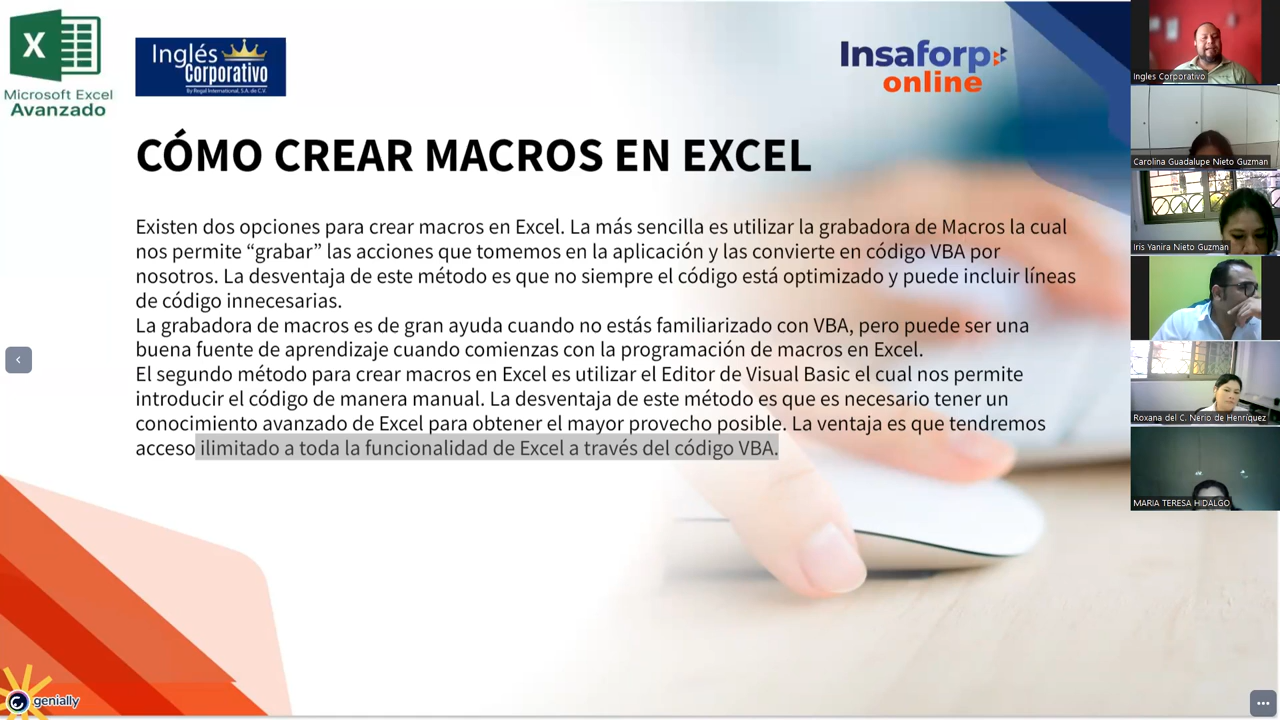 Microsoft Excel
Avanzado
Inglés
Corporativo
By Regal International, S.A. de C.V.
Insaforp
online
CÓMO CREAR MACROS EN EXCEL
Existen dos opciones para crear macros en Excel. La más sencilla es utilizar la grabadora de Macros la cual
nos permite “grabar” las acciones que tomemos en la aplicación y las convierte en código VBA por
nosotros. La desventaja de este método es que no siempre el código está optimizado y puede incluir líneas
de código innecesarias.
La grabadora de macros es de gran ayuda cuando no estás familiarizado con VBA, pero puede ser una
buena fuente de aprendizaje cuando comienzas con la programación de macros en Excel.
El segundo método para crear macros en Excel es utilizar el Editor de Visual Basic el cual nos permite
introducir el código de manera manual. La desventaja de este método es que es necesario tener un
conocimiento avanzado de Excel para obtener el mayor provecho posible. La ventaja es que tendremos
acceso ilimitado a toda la funcionalidad de Excel a través del código VBA.
genially
Ingles Corporativo
Carolina Guadalupe Nieto Guzman
Iris Yanira Nieto Guzman
Roxana del C. Nerio de Henriquez
MARIA TERESA HIDALGO